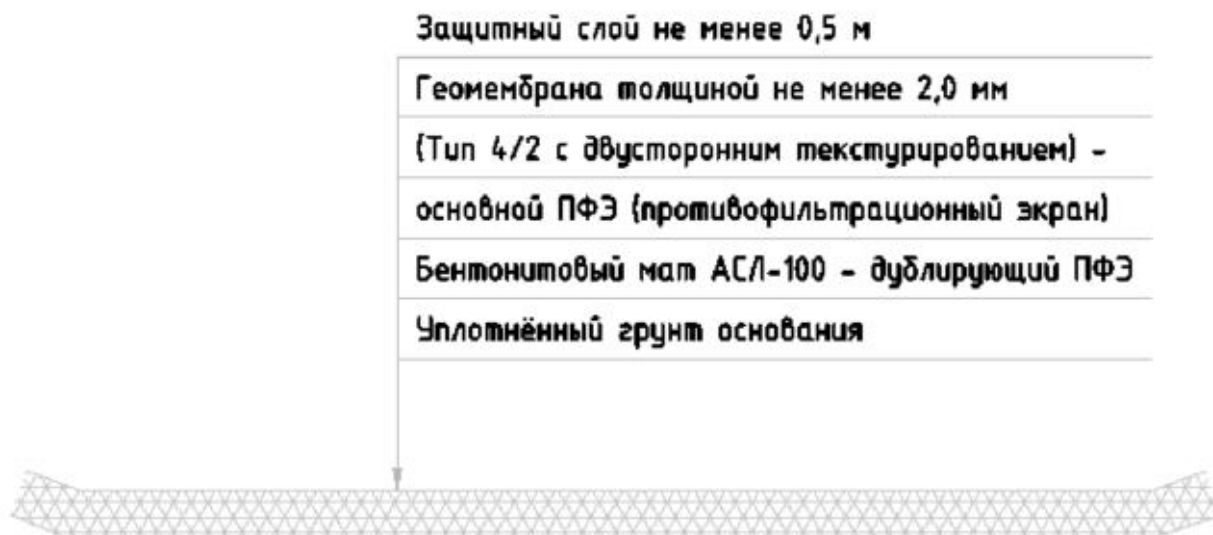 Защитный слой не менее 0,5 м
Геомембрана толщиной не менее 2,0 мм
(Тип 4/2 с двусторонним текстурированием) -
основной ПФЭ (противофильтрационный экран)
Бентонитовый мат АСЛ-100 - дублирующий ПФЭ
Уплотнённый грунт основания